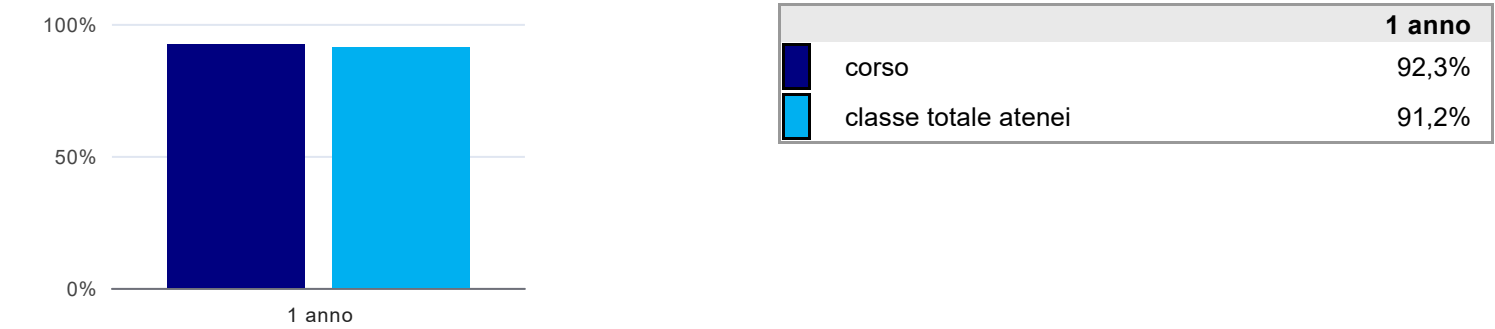 100%
50%
0%
1 anno
1 anno
corso 92,3%
classe totale atenei 91,2%